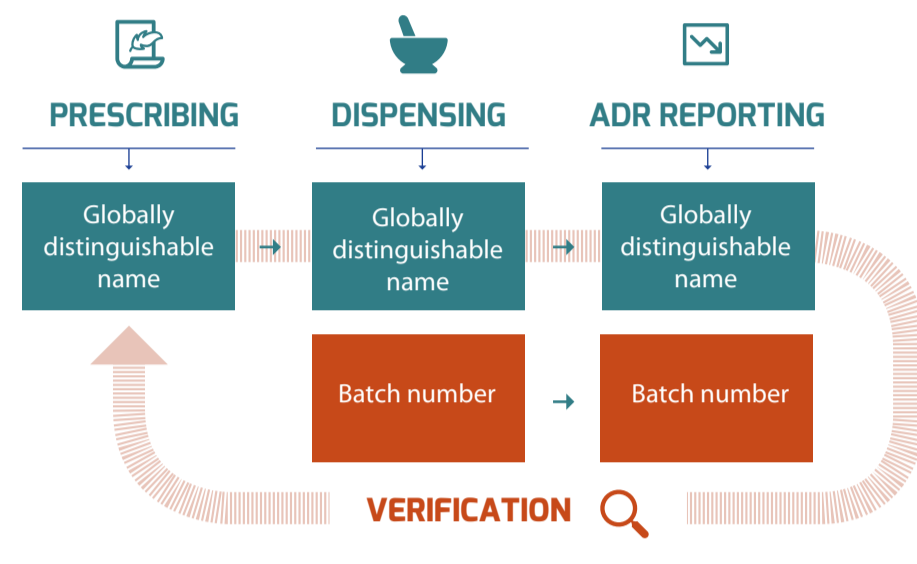 PRESCRIBING
DISPENSING
ADR REPORTING
Globally
distinguishable
name
Globally
distinguishable
name
Globally
distinguishable
name
Batch number
Batch number
VERIFICATION